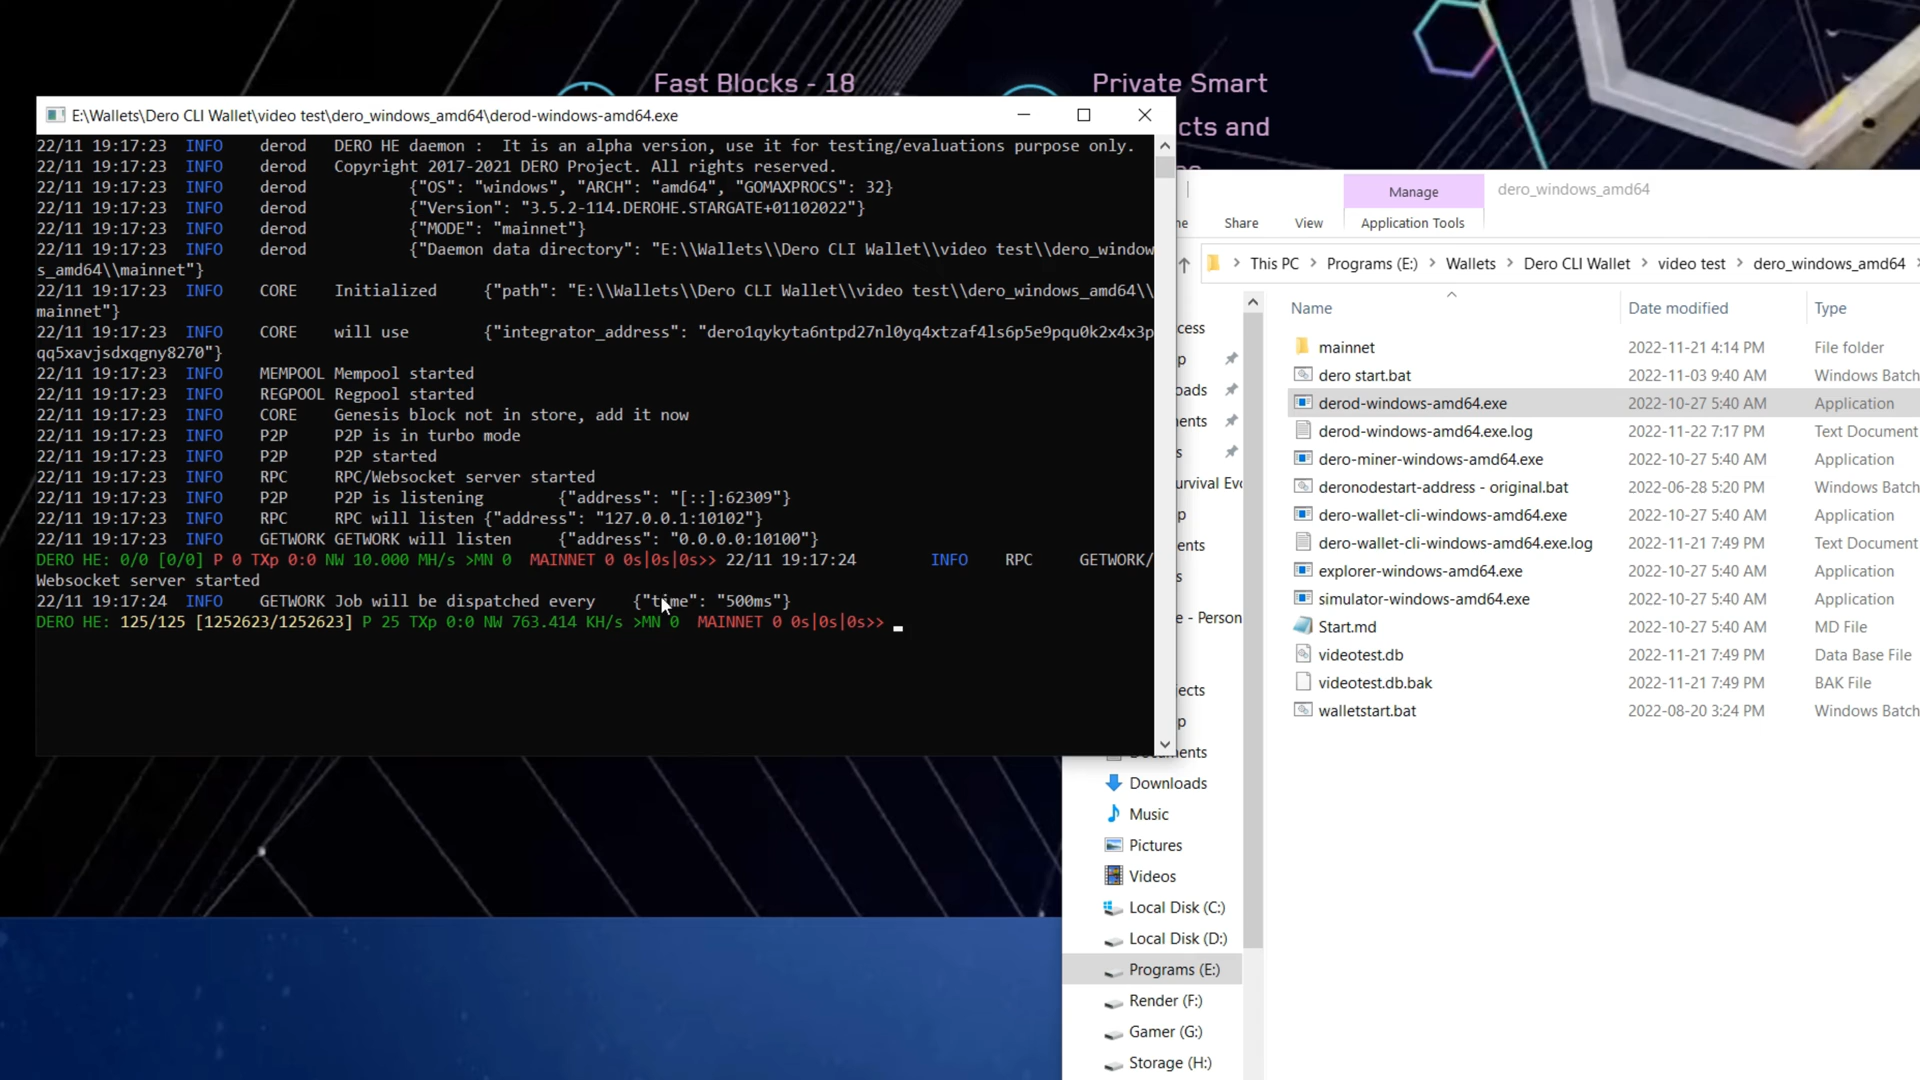 Fast Blocks - 18
Private Smart
cts and
E:\Wallets\Dero CLI Wallet\video test\dero_windows_amd64\derod-windows-amd64.exe
22/11 19:17:23 INFO derod DERO HE daemon : It is an alpha version, use it for testing/evaluations purpose only.
22/11 19:17:23 INFO derod Copyright 2017-2021 DERO Project. All rights reserved.
22/11 19:17:23 INFO derod {"OS": "windows", "ARCH": "amd64", "GOMAXPROCS": 32}
22/11 19:17:23 INFO derod {"Version": "3.5.2-114.DEROHE.STARGATE+01102022"}
22/11 19:17:23 INFO derod {"MODE": "mainnet"}
22/11 19:17:23 INFO derod {"Daemon data directory": "E:\\Wallets\\Dero CLI Wallet\\video test\\dero_window
s_amd64\\mainnet"}
22/11 19:17:23 INFO CORE Initialized {"path": "E:\\Wallets\\Dero CLI Wallet\\video test\\dero_windows_amd64\\
mainnet"}
22/11 19:17:23 INFO CORE will use {"integrator_address": "dero1qykyta6ntpd27nl0yq4xtzaf4ls6p5e9pqu0k2x4x3p
qq5xavjsdxqgny8270"}
22/11 19:17:23 INFO MEMPOOL Mempool started
22/11 19:17:23 INFO REGPOOL Regpool started
22/11 19:17:23 INFO CORE Genesis block not in store, add it now
22/11 19:17:23 INFO P2P P2P is in turbo mode
22/11 19:17:23 INFO P2P P2P started
22/11 19:17:23 INFO RPC RPC/Websocket server started
22/11 19:17:23 INFO P2P P2P is listening {"address": "[::]:62309"}
22/11 19:17:23 INFO RPC RPC will listen {"address": "127.0.0.1:10102"}
22/11 19:17:23 INFO GETWORK GETWORK will listen {"address": "0.0.0.0:10100"}
DERO HE: 0/0 [0/0] P 0 TXp 0:0 NW 10.000 MH/s >MN 0 MAINNET 0 0s|0s|0s>> 22/11 19:17:24 INFO RPC GETWORK/
Websocket server started
22/11 19:17:24 INFO GETWORK Job will be dispatched every {"time": "500ms"}
DERO HE: 125/125 [1252623/1252623] P 25 TXp 0:0 NW 763.414 KH/s >MN 0 MAINNET 0 0s|0s|0s>>
Manage
dero_windows_amd64
me Share View Application Tools
This PC > Programs (E:) > Wallets > Dero CLI Wallet > video test > dero_windows_amd64
Name Date modified Type
mainnet 2022-11-21 4:14 PM File folder
dero start.bat 2022-11-03 9:40 AM Windows Batch
derod-windows-amd64.exe 2022-10-27 5:40 AM Application
derod-windows-amd64.exe.log 2022-11-22 7:17 PM Text Document
dero-miner-windows-amd64.exe 2022-10-27 5:40 AM Application
deronodestart-address - original.bat 2022-06-28 5:20 PM Windows Batch
dero-wallet-cli-windows-amd64.exe 2022-10-27 5:40 AM Application
dero-wallet-cli-windows-amd64.exe.log 2022-11-21 7:49 PM Text Document
explorer-windows-amd64.exe 2022-10-27 5:40 AM Application
simulator-windows-amd64.exe 2022-10-27 5:40 AM Application
Start.md 2022-10-27 5:40 AM MD File
videotest.db 2022-11-21 7:49 PM Data Base File
videotest.db.bak 2022-11-21 7:49 PM BAK File
walletstart.bat 2022-08-20 3:24 PM Windows Batch
cess
p
oads
ents
s
urvival Evo
p
ents
s
e - Person
ects
p
Documents
Downloads
Music
Pictures
Videos
Local Disk (C:)
Local Disk (D:)
Programs (E:)
Render (F:)
Gamer (G:)
Storage (H:)